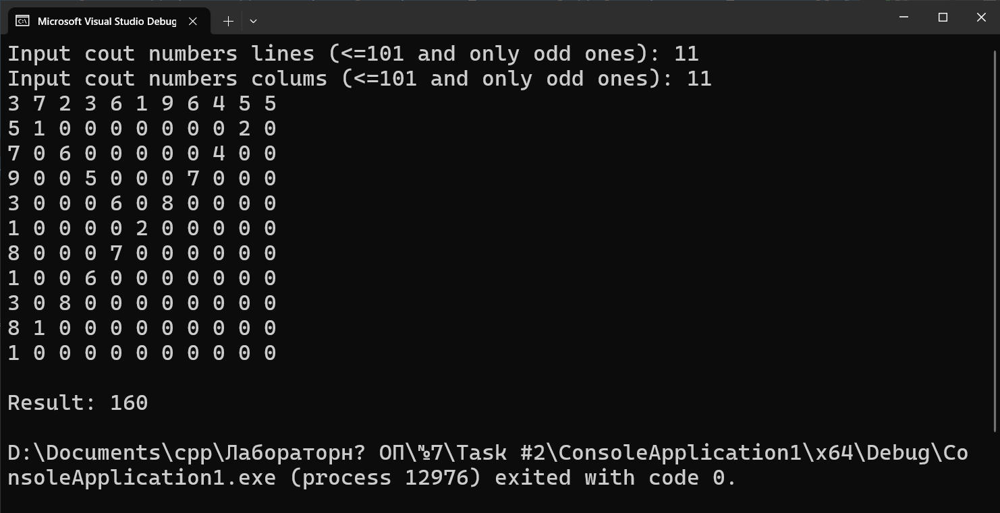 Microsoft Visual Studio Debug
Input cout numbers lines (<=101 and only odd ones): 11
Input cout numbers colums (<=101 and only odd ones): 11
3 7 2 3 6 1 9 6 4 5 5
5 1 0 0 0 0 0 0 0 2 0
7 0 6 0 0 0 0 0 4 0 0
9 0 0 5 0 0 0 7 0 0 0
3 0 0 0 6 0 8 0 0 0 0
1 0 0 0 0 2 0 0 0 0 0
8 0 0 0 7 0 0 0 0 0 0
1 0 0 6 0 0 0 0 0 0 0
3 0 8 0 0 0 0 0 0 0 0
8 1 0 0 0 0 0 0 0 0 0
1 0 0 0 0 0 0 0 0 0 0
Result: 160
D:\Documents\cpp\Лабораторн? ОП\№7\Task #2\ConsoleApplication1\x64\Debug\Co
nsoleApplication1.exe (process 12976) exited with code 0.